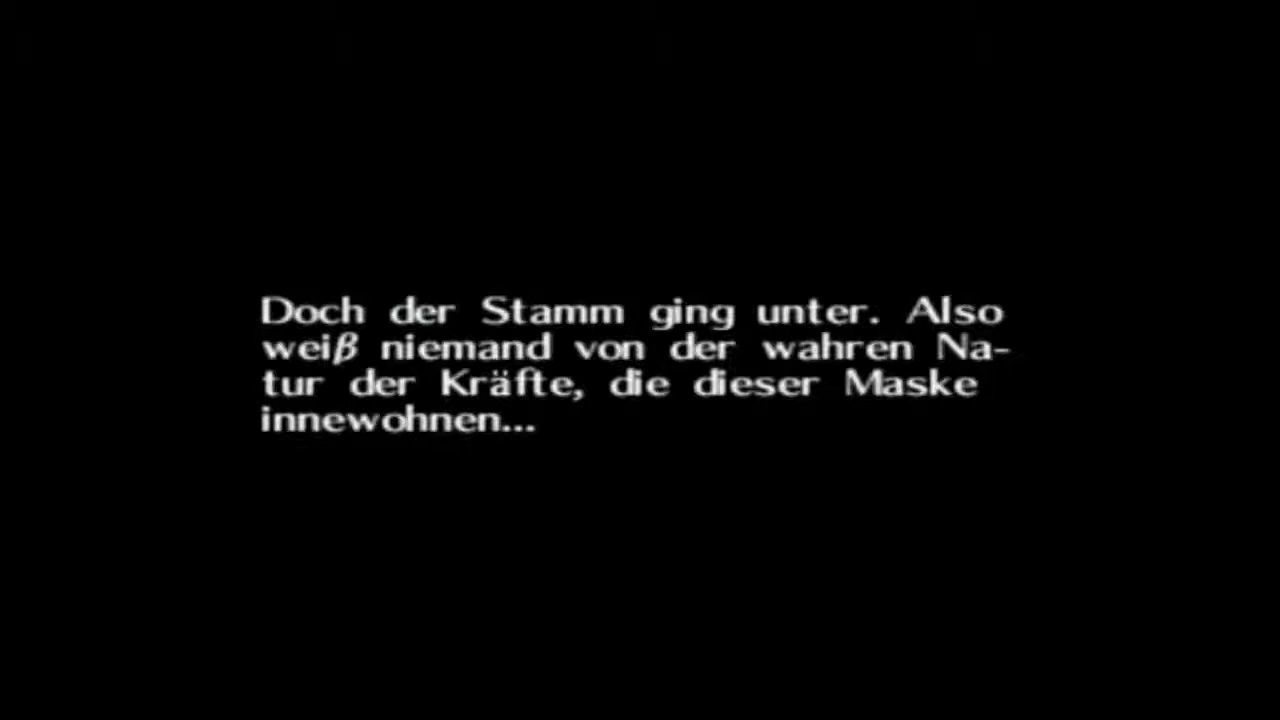 Doch der Stamm ging unter. Also
weiß niemand von der wahren Na-
tur der Kräfte, die dieser Maske
innewohnen...